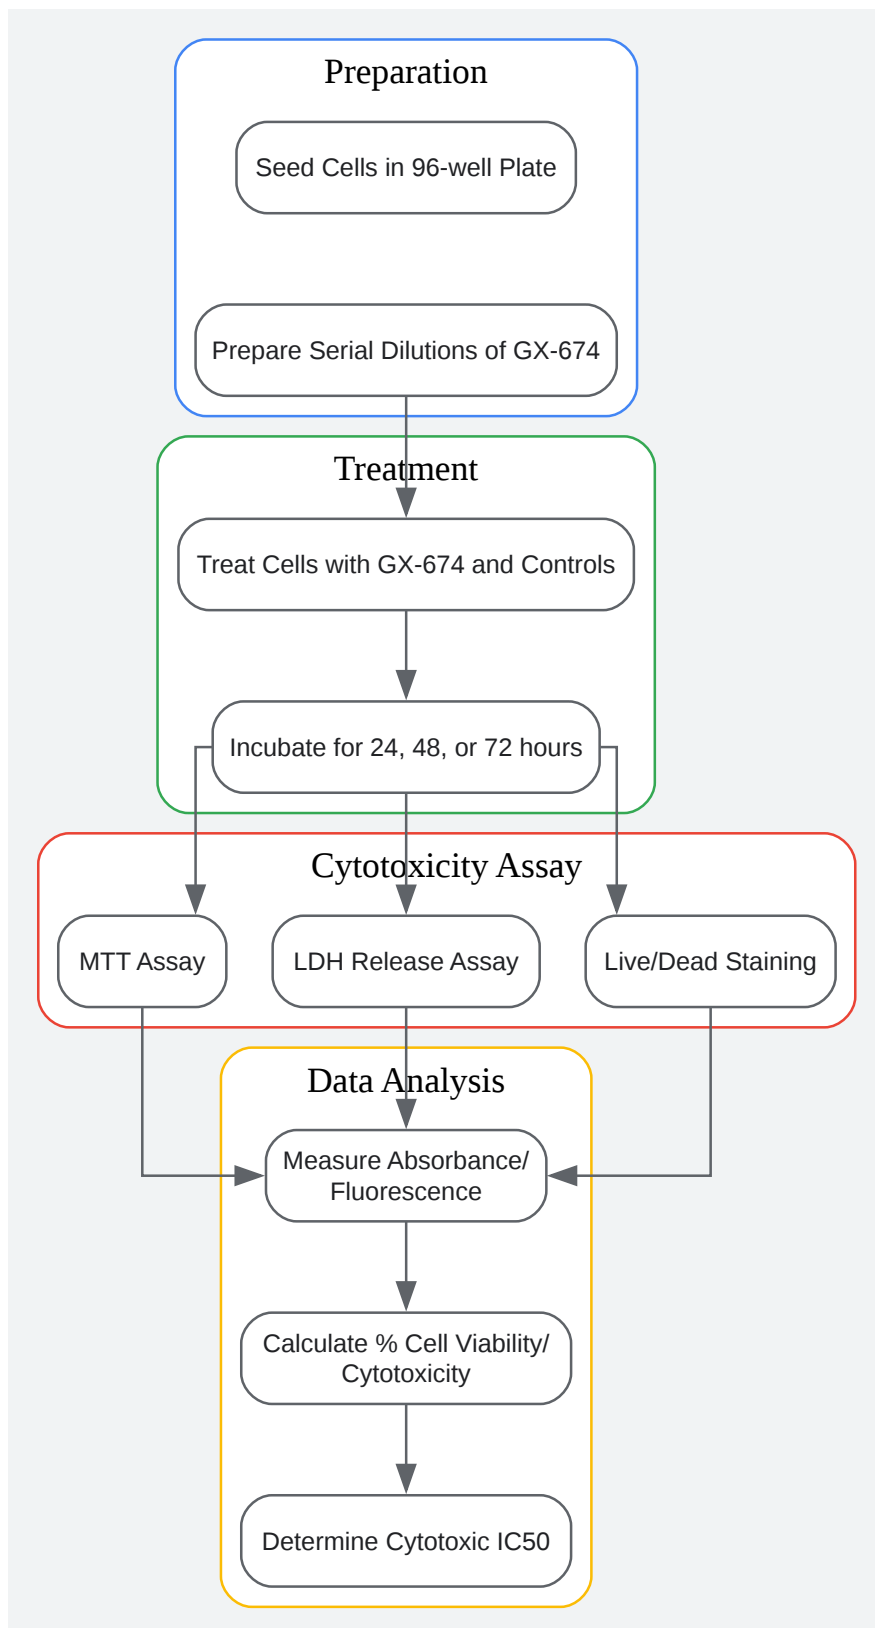 Preparation
Seed Cells in 96-well Plate
Prepare Serial Dilutions of GX-674
Treatment
Treat Cells with GX-674 and Controls
Incubate for 24, 48, or 72 hours
Cytotoxicity Assay
MTT Assay
LDH Release Assay
Live/Dead Staining
Data Analysis
Measure Absorbance/
Fluorescence
Calculate % Cell Viability/
Cytotoxicity
Determine Cytotoxic IC50